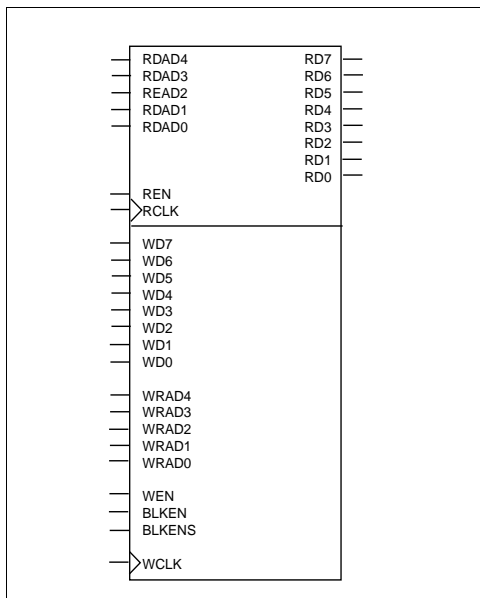 RDAD4 RD7
RDAD3 RD6
READ2 RD5
RDAD1 RD4
RDAD0 RD3
RD2
RD1
RD0
REN
RCLK
WD7
WD6
WD5
WD4
WD3
WD2
WD1
WD0
WRAD4
WRAD3
WRAD2
WRAD1
WRAD0
WEN
BLKEN
BLKENS
WCLK